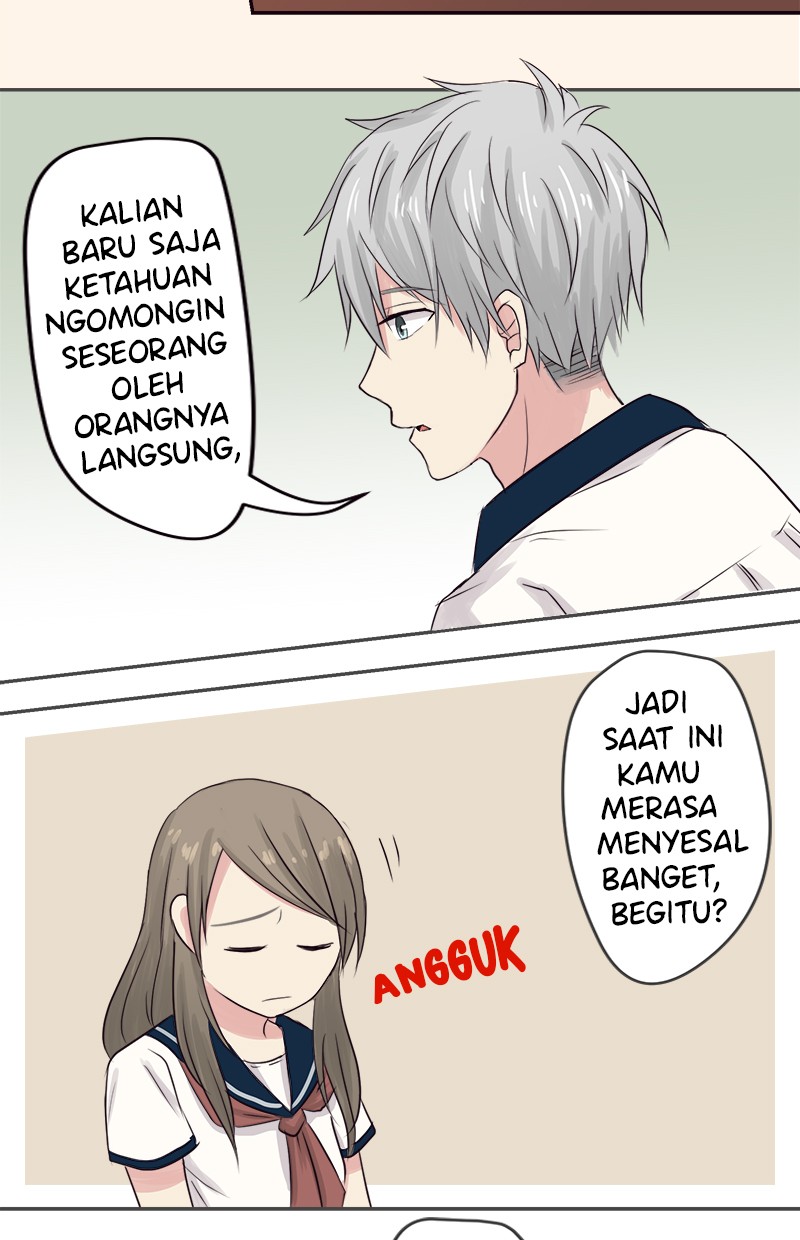 KALIAN
BARU SAJA
KETAHUAN
NGOMONGIN
SESEORANG
OLEH
ORANGNYA
LANGSUNG,
JADI
SAAT INI
KAMU
MERASA
MENYESAL
BANGET,
BEGITU?
ANGGUK